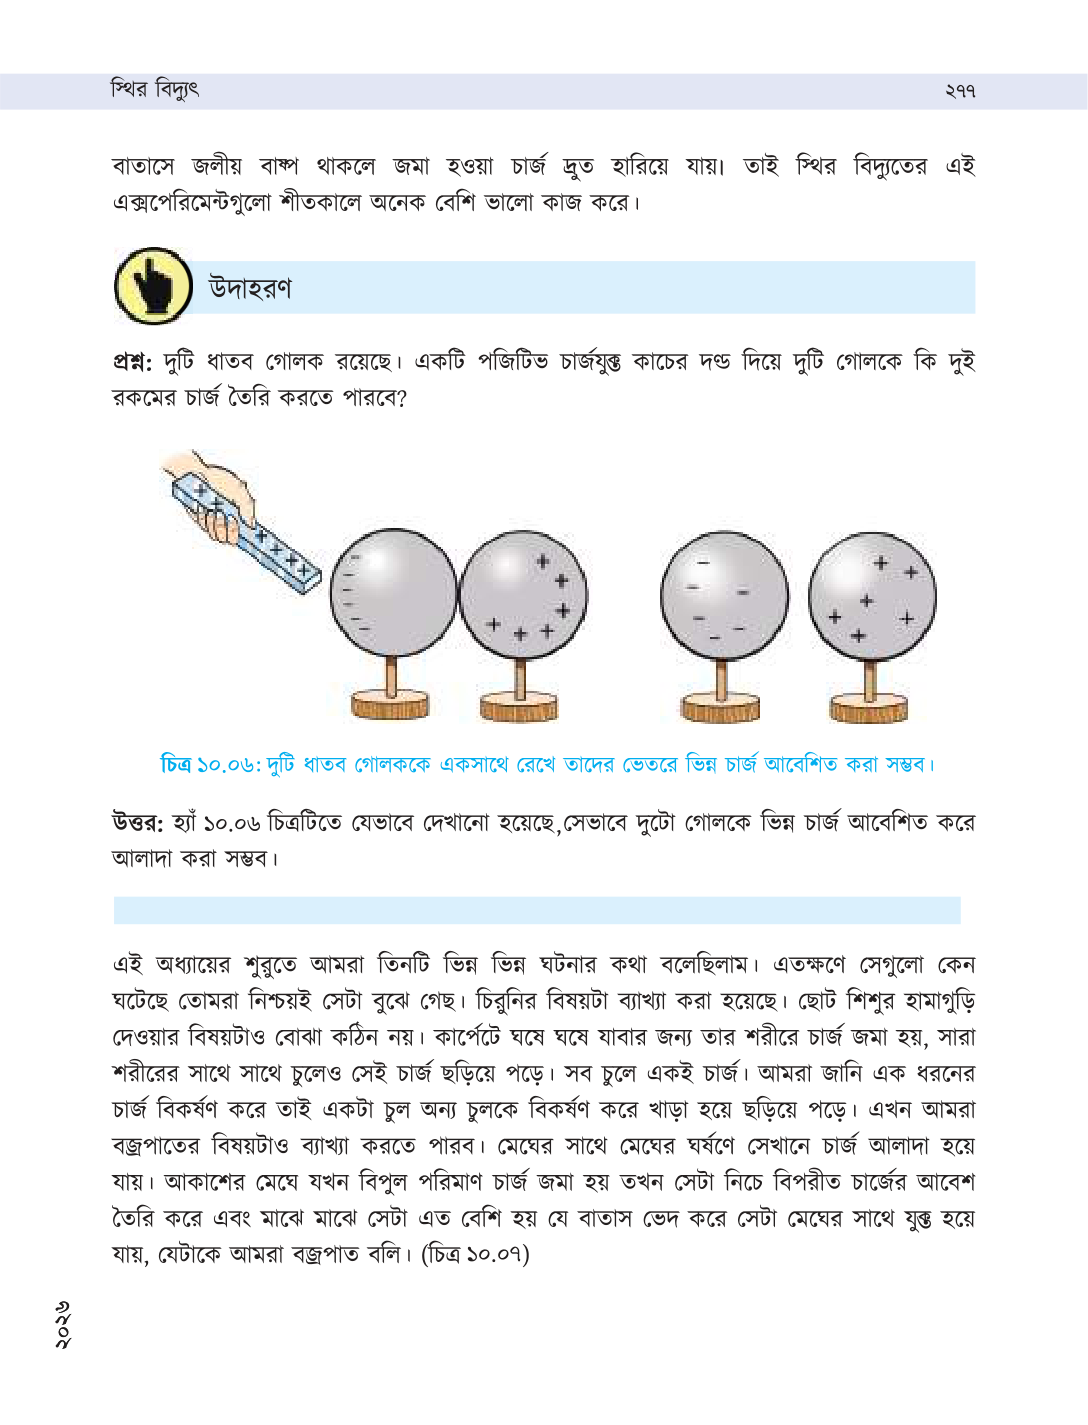 স্থির বিদ্যুৎ ২৭৭
বাতাসে জলীয় বাষ্প থাকলে জমা হওয়া চার্জ দ্রুত হারিয়ে যায়। তাই স্থির বিদ্যুতের এই
এক্সপেরিমেন্টগুলো শীতকালে অনেক বেশি ভালো কাজ করে।
উদাহরণ
প্রশ্ন: দুটি ধাতব গোলক রয়েছে। একটি পজিটিভ চার্জযুক্ত কাচের দণ্ড দিয়ে দুটি গোলকে কি দুই
রকমের চার্জ তৈরি করতে পারবে?
চিত্র ১০.০৬: দুটি ধাতব গোলককে একসাথে রেখে তাদের ভেতরে ভিন্ন চার্জ আবেশিত করা সম্ভব।
উত্তর: হ্যাঁ ১০.০৬ চিত্রটিতে যেভাবে দেখানো হয়েছে,সেভাবে দুটো গোলকে ভিন্ন চার্জ আবেশিত করে
আলাদা করা সম্ভব।
এই অধ্যায়ের শুরুতে আমরা তিনটি ভিন্ন ভিন্ন ঘটনার কথা বলেছিলাম। এতক্ষণে সেগুলো কেন
ঘটেছে তোমরা নিশ্চয়ই সেটা বুঝে গেছ। চিরুনির বিষয়টা ব্যাখ্যা করা হয়েছে। ছোট শিশুর হামাগুড়ি
দেওয়ার বিষয়টাও বোঝা কঠিন নয়। কার্পেটে ঘষে ঘষে যাবার জন্য তার শরীরে চার্জ জমা হয়, সারা
শরীরের সাথে সাথে চুলেও সেই চার্জ ছড়িয়ে পড়ে। সব চুলে একই চার্জ। আমরা জানি এক ধরনের
চার্জ বিকর্ষণ করে তাই একটা চুল অন্য চুলকে বিকর্ষণ করে খাড়া হয়ে ছড়িয়ে পড়ে। এখন আমরা
বজ্রপাতের বিষয়টাও ব্যাখ্যা করতে পারব। মেঘের সাথে মেঘের ঘর্ষণে সেখানে চার্জ আলাদা হয়ে
যায়। আকাশের মেঘে যখন বিপুল পরিমাণ চার্জ জমা হয় তখন সেটা নিচে বিপরীত চার্জের আবেশ
তৈরি করে এবং মাঝে মাঝে সেটা এত বেশি হয় যে বাতাস ভেদ করে সেটা মেঘের সাথে যুক্ত হয়ে
যায়, যেটাকে আমরা বজ্রপাত বলি। (চিত্র ১০.০৭)
২০২৬